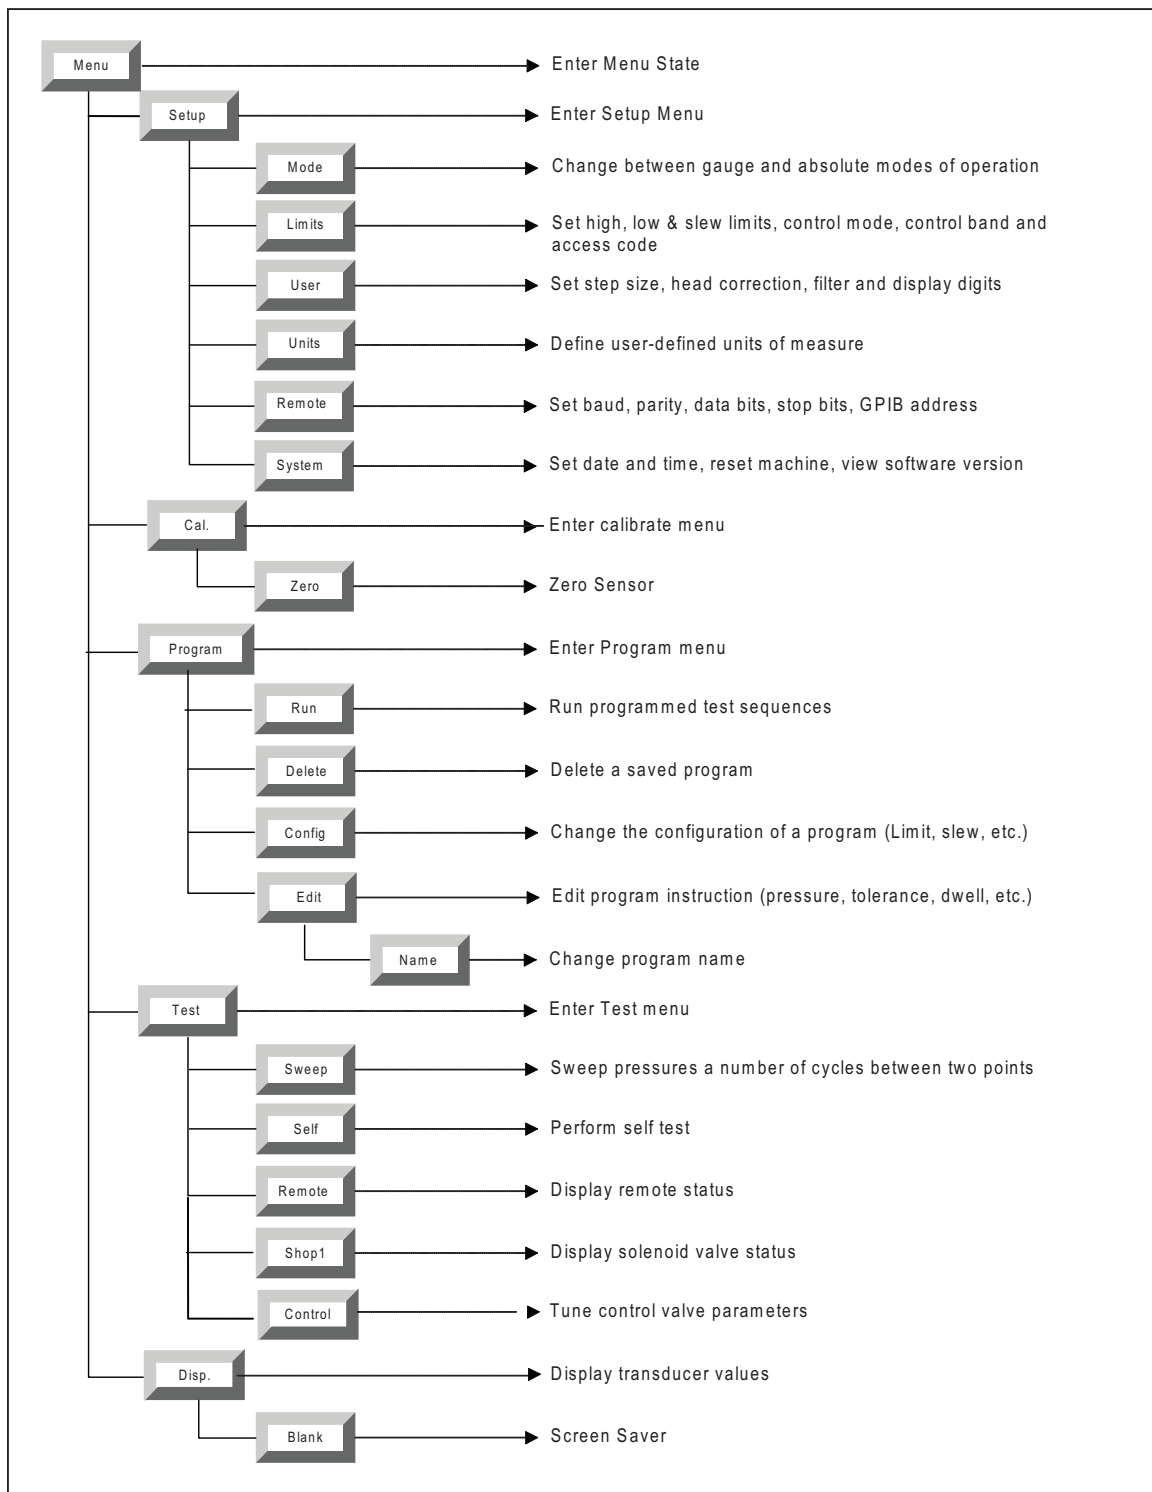 Menu
Enter Menu State
Setup
Enter Setup Menu
Mode
Change between gauge and absolute modes of operation
Limits
Set high, low & slew limits, control mode, control band and
access code
User
Set step size, head correction, filter and display digits
Units
Define user-defined units of measure
Remote
Set baud, parity, data bits, stop bits, GPIB address
System
Set date and time, reset machine, view software version
Cal.
Enter calibrate menu
Zero
Zero Sensor
Program
Enter Program menu
Run
Run programmed test sequences
Delete
Delete a saved program
Config
Change the configuration of a program (Limit, slew, etc.)
Edit
Edit program instruction (pressure, tolerance, dwell, etc.)
Name
Change program name
Test
Enter Test menu
Sweep
Sweep pressures a number of cycles between two points
Self
Perform self test
Remote
Display remote status
Shop1
Display solenoid valve status
Control
Tune control valve parameters
Disp.
Display transducer values
Blank
Screen Saver